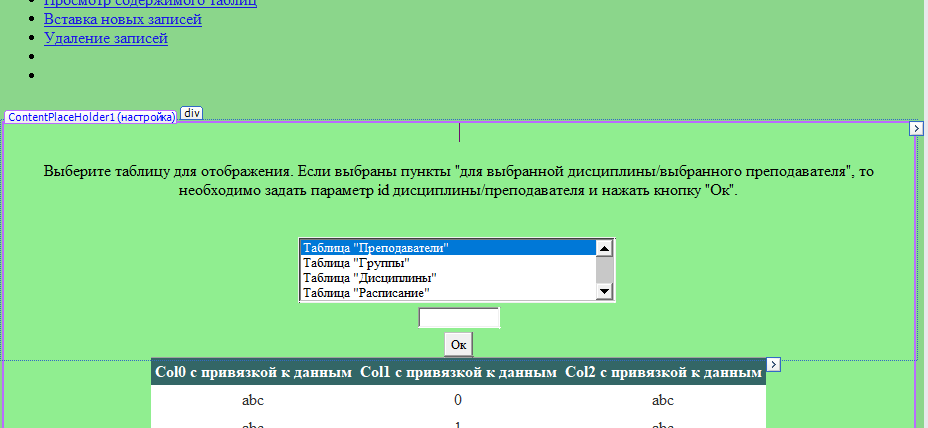 Просмотр содержимого таблиц
Вставка новых записей
Удаление записей
ContentPlaceHolder1 (настройка)
div
Выберите таблицу для отображения. Если выбраны пункты "для выбранной дисциплины/выбранного преподавателя", то
необходимо задать параметр id дисциплины/преподавателя и нажать кнопку "Ок".
Таблица "Преподаватели"
Таблица "Группы"
Таблица "Дисциплины"
Таблица "Расписание"
Ок
Col0 с привязкой к данным Col1 с привязкой к данным Col2 с привязкой к данным
abc 0 abc
abc 1 abc